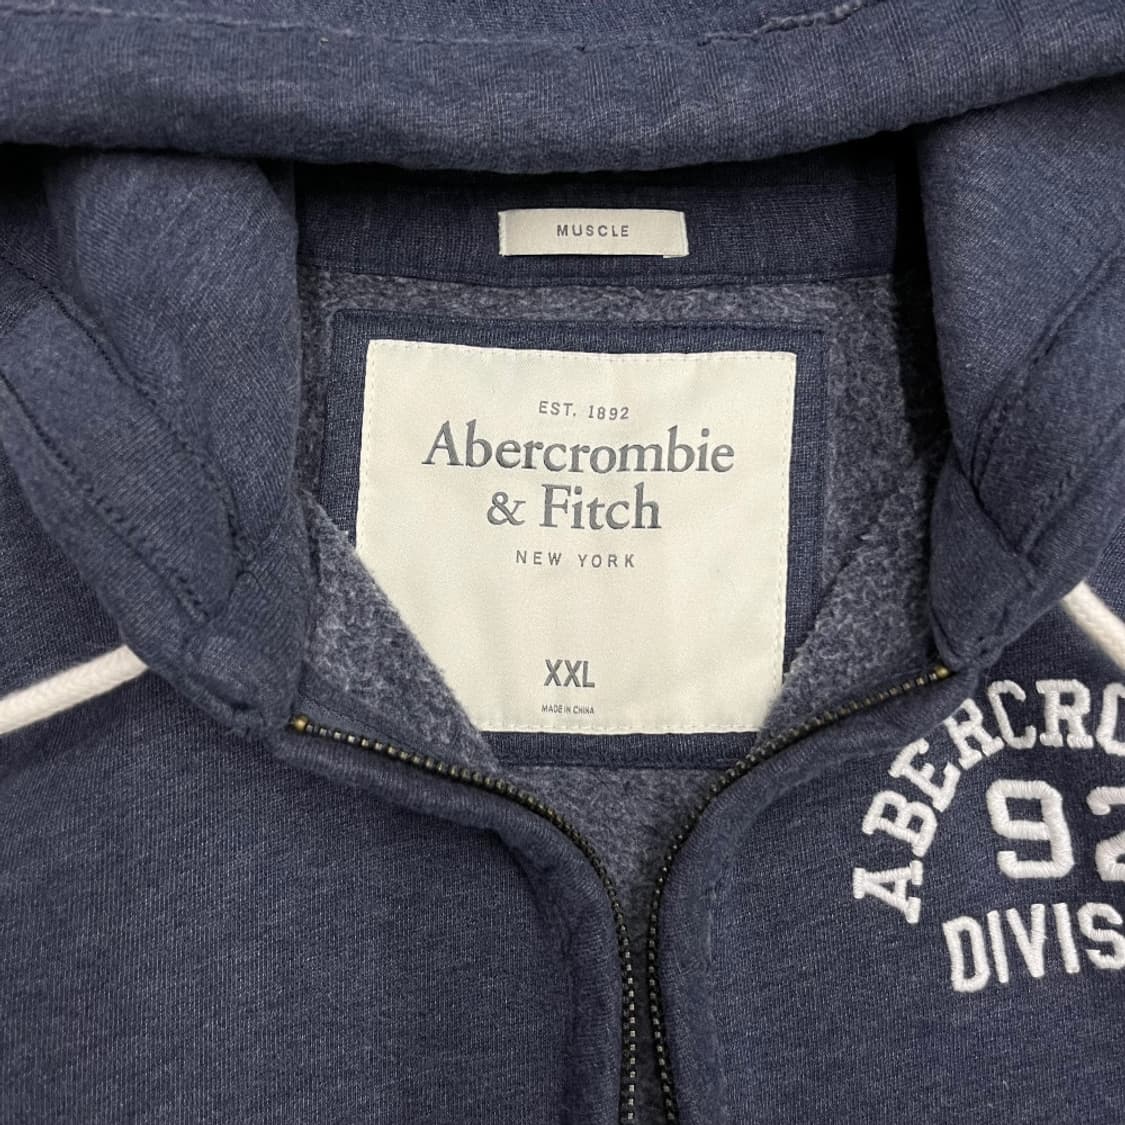 MUSCLE
EST. 1892
Abercrombie
& Fitch
NEW YORK
XXL
MADE IN CHINA
ABERCRO
92
DIVIS